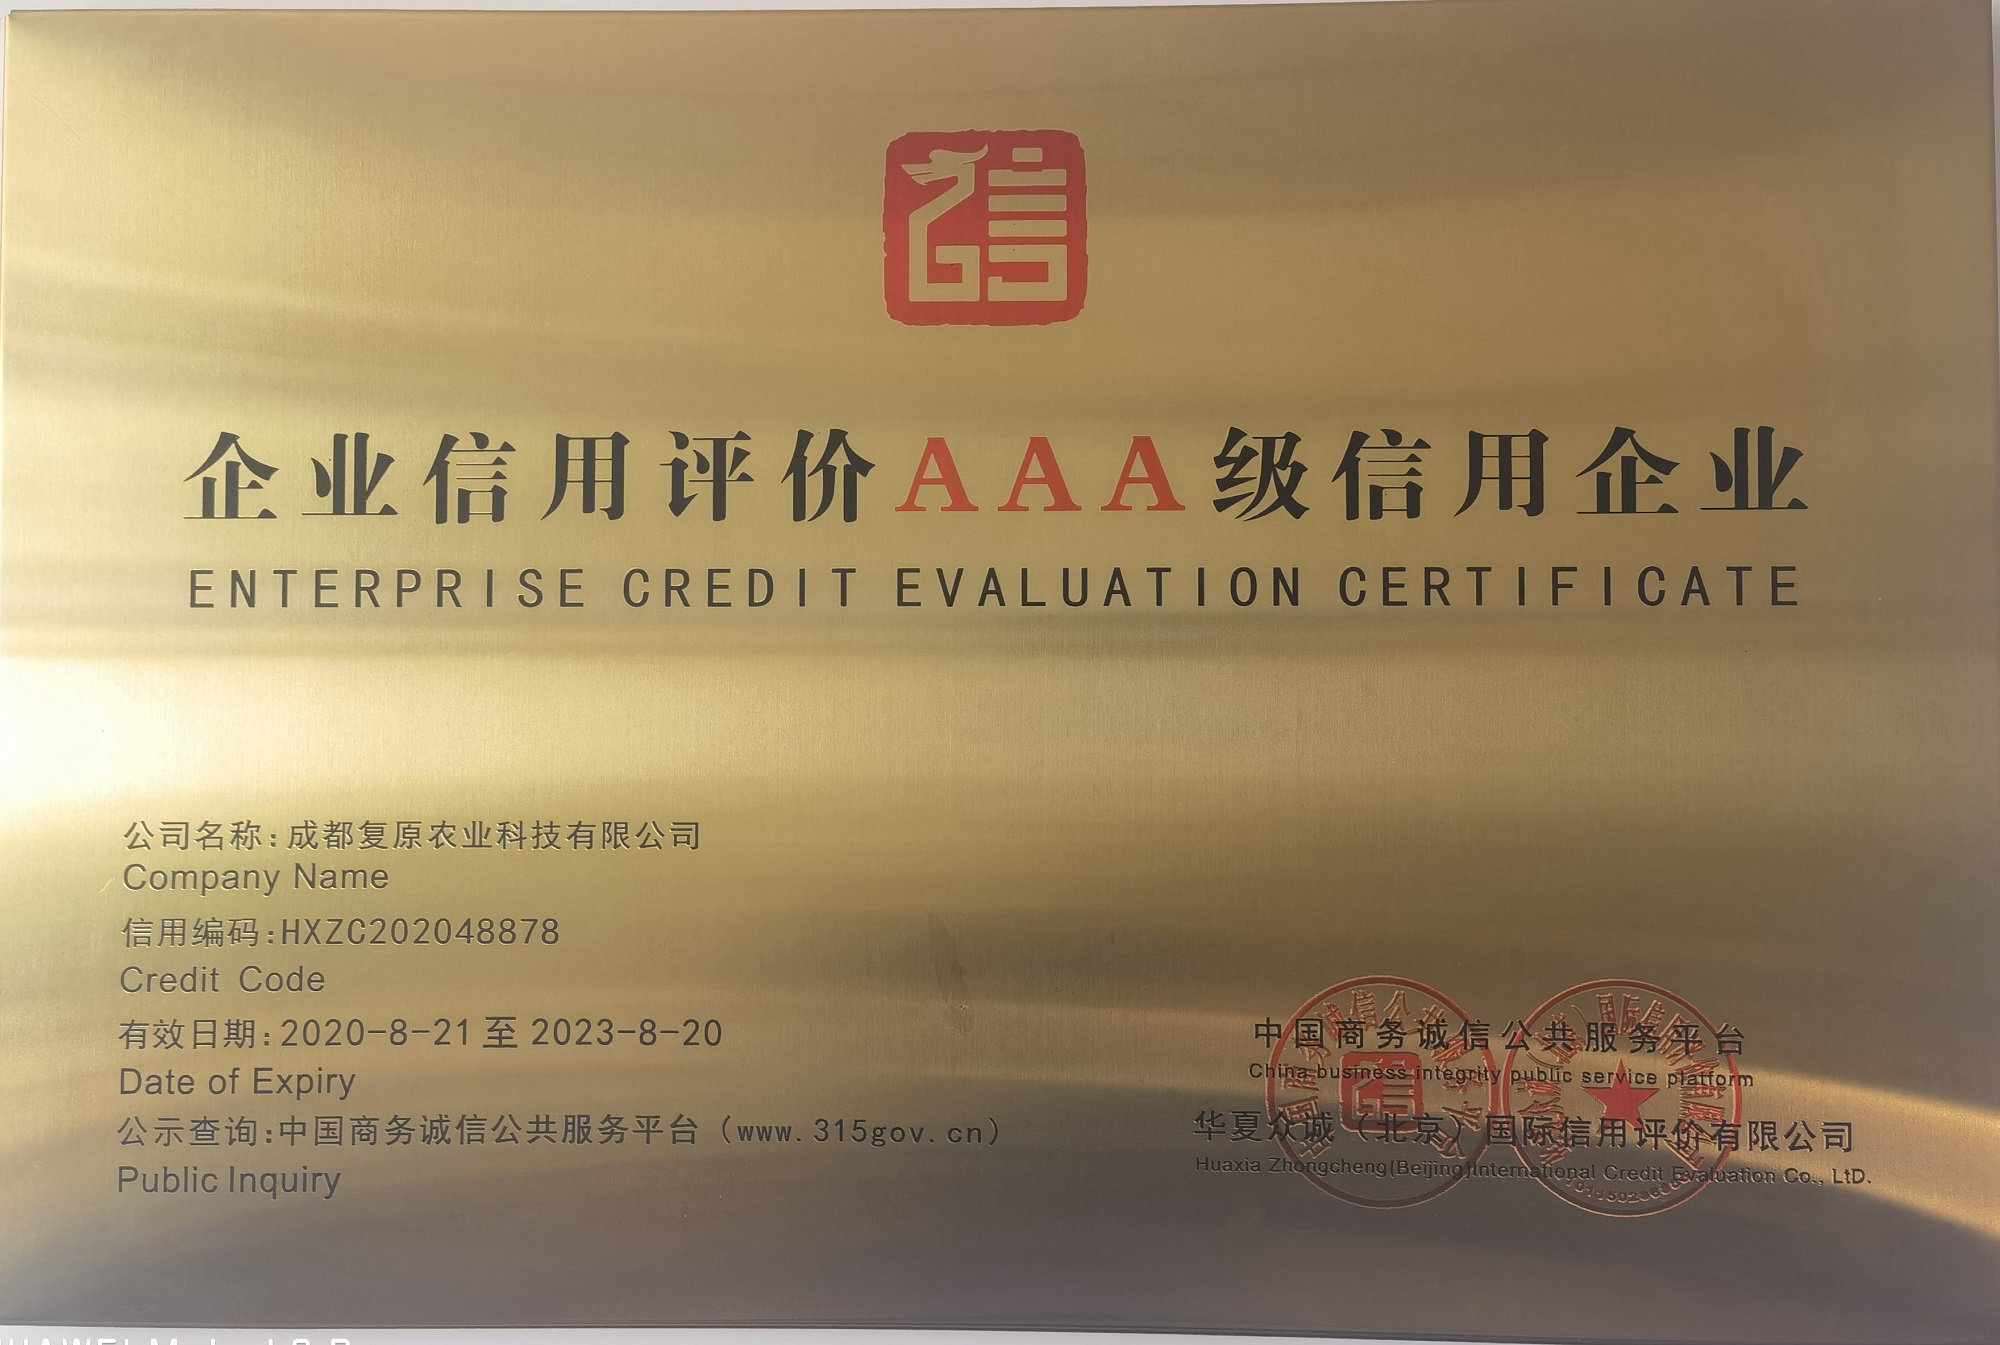 信
企业信用评价AAA级信用企业
ENTERPRISE CREDIT EVALUATION CERTIFICATE
公司名称:成都复原农业科技有限公司
Company Name
信用编码:HXZC202048878
Credit Code
有效日期:2020-8-21 至 2023-8-20
Date of Expiry
公示查询:中国商务诚信公共服务平台（www.315gov.cn）
Public Inquiry
中国商务诚信公共服务平台
China business integrity public service platform
华夏众诚（北京）国际信用评价有限公司
Huaxia Zhongcheng(Beijing)International Credit Evaluation Co., LtD.